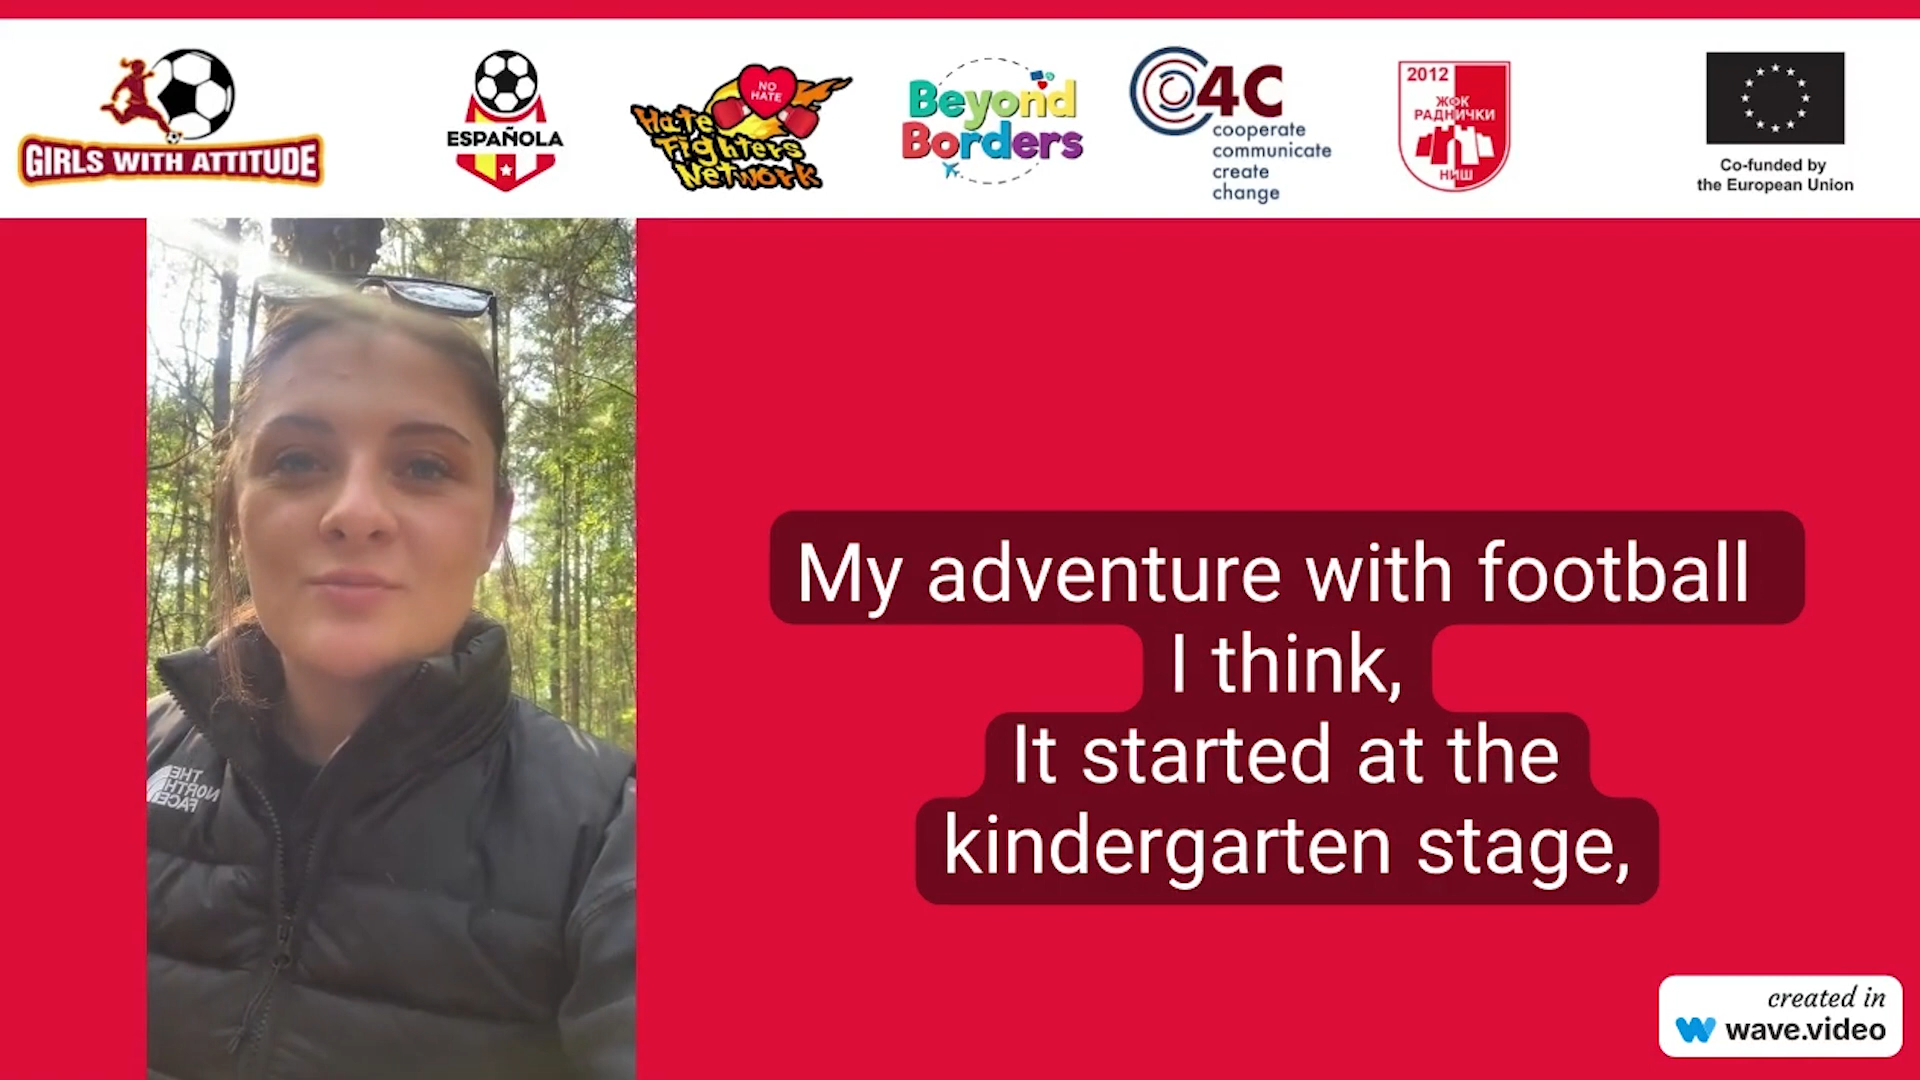 GIRLS WITH ATTITUDE
ESPAÑOLA
NO
HATE
Hate
Fighters
Network
Beyond
Borders
4C
cooperate
communicate
create
change
2012
ЖФК
РАДНИЧКИ
НИШ
Co-funded by
the European Union
THE
NORTH
FACE
My adventure with football
I think,
It started at the
kindergarten stage,
created in
wave.video